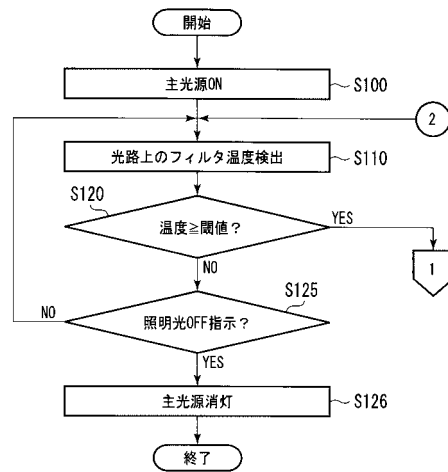 開始
主光源ON
S100
2
光路上のフィルタ温度検出
S110
S120
温度≧閾値？
YES
1
NO
S125
照明光OFF指示？
NO
YES
主光源消灯
S126
終了